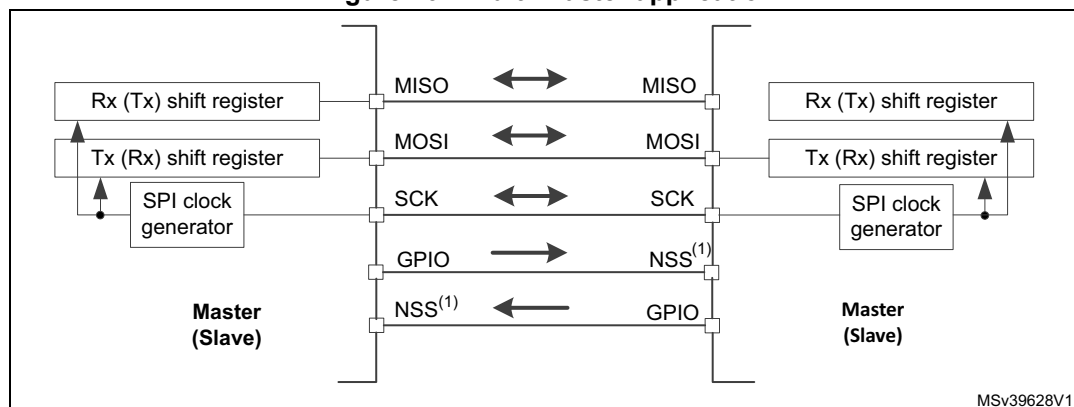 Rx (Tx) shift register
Tx (Rx) shift register
SPI clock
generator
Master
(Slave)
MISO
MOSI
SCK
GPIO
NSS(1)
MISO
MOSI
SCK
NSS(1)
GPIO
Rx (Tx) shift register
Tx (Rx) shift register
SPI clock
generator
Master
(Slave)
MSv39628V1